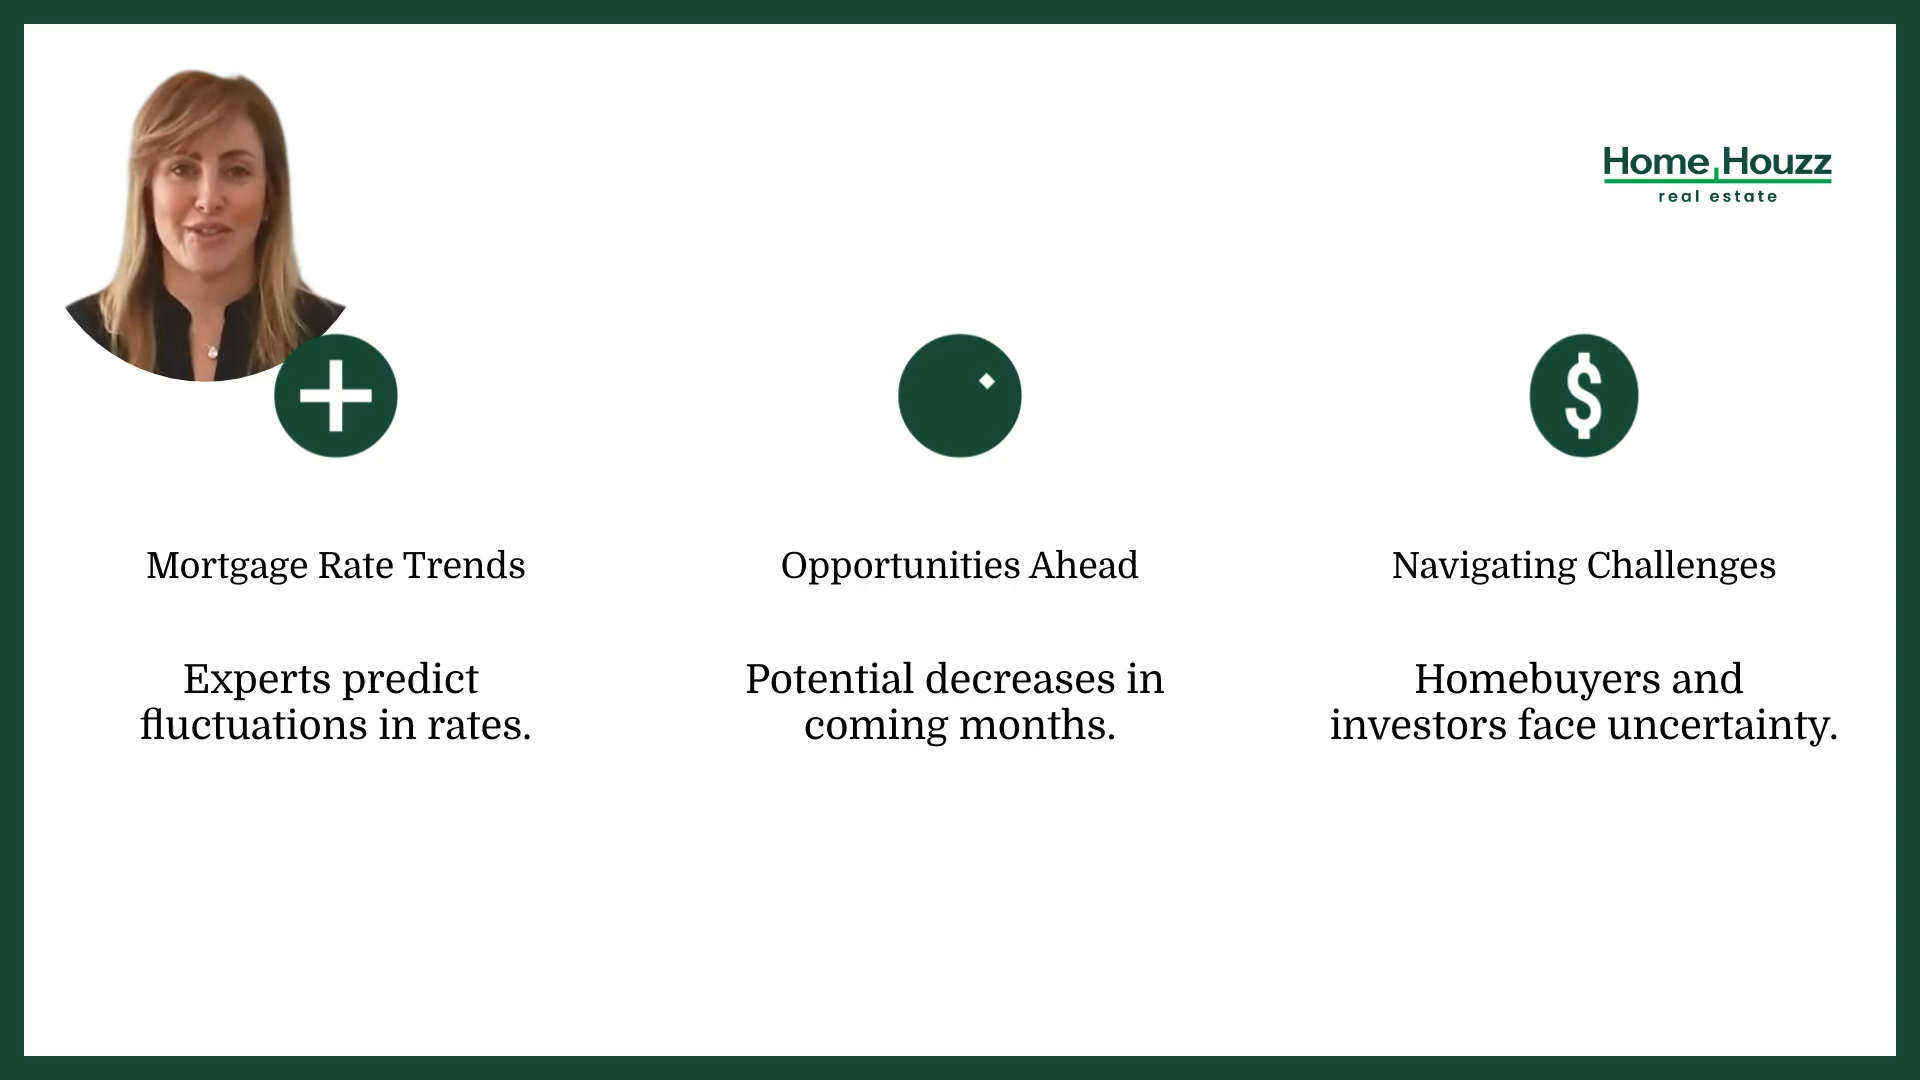 Home Houzz
real estate
$
Mortgage Rate Trends
Experts predict
fluctuations in rates.
Opportunities Ahead
Potential decreases in
coming months.
Navigating Challenges
Homebuyers and
investors face uncertainty.